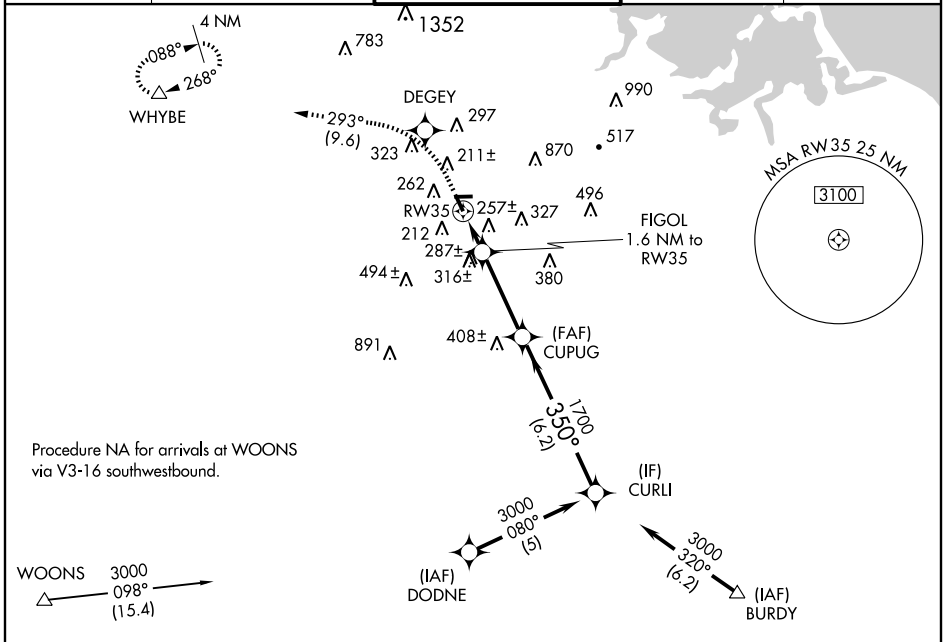 4 NM
1352
783
088°
268°
WHYBE
DEGEY
297
990
293°
(9.6)
323
211±
870
517
262
RW35
257±
327
496
212
287±
316±
494±
380
FIGOL
1.6 NM to
RW35
MSA RW35 25 NM
3100
891
408±
(FAF)
CUPUG
1700
350°
(6.2)
Procedure NA for arrivals at WOONS
via V3-16 southwestbound.
(IF)
CURLI
3000
080°
(5)
(IAF)
DODNE
3000
320°
(6.2)
(IAF)
BURDY
WOONS
3000
098°
(15.4)